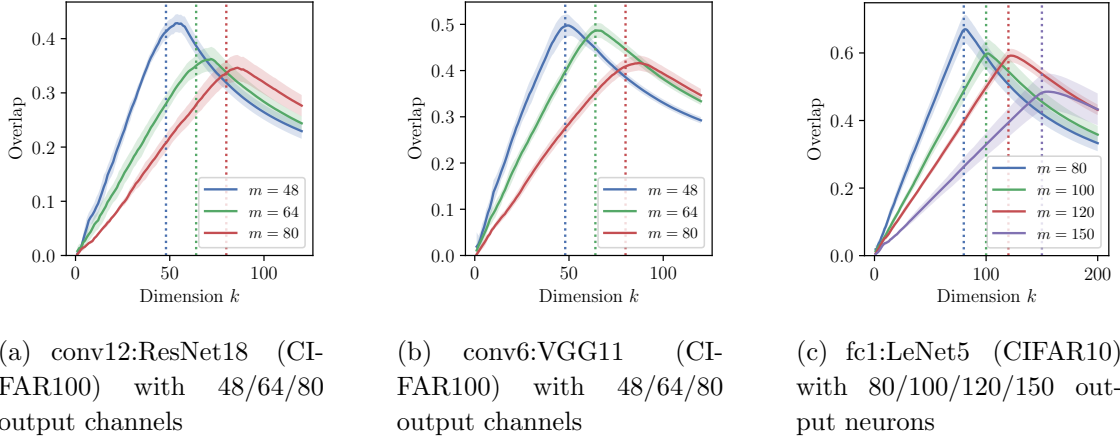 0.4
0.3
0.2
0.1
0.0
Overlap
0
50
100
Dimension k
m = 48
m = 64
m = 80
0.5
0.4
0.3
0.2
0.1
0.0
Overlap
0
50
100
Dimension k
m = 48
m = 64
m = 80
0.6
0.4
0.2
0.0
Overlap
0
100
200
Dimension k
m = 80
m = 100
m = 120
m = 150
(a) conv12:ResNet18 (CI-
FAR100) with 48/64/80
output channels
(b) conv6:VGG11 (CI-
FAR100) with 48/64/80
output channels
(c) fc1:LeNet5 (CIFAR10)
with 80/100/120/150 out-
put neurons